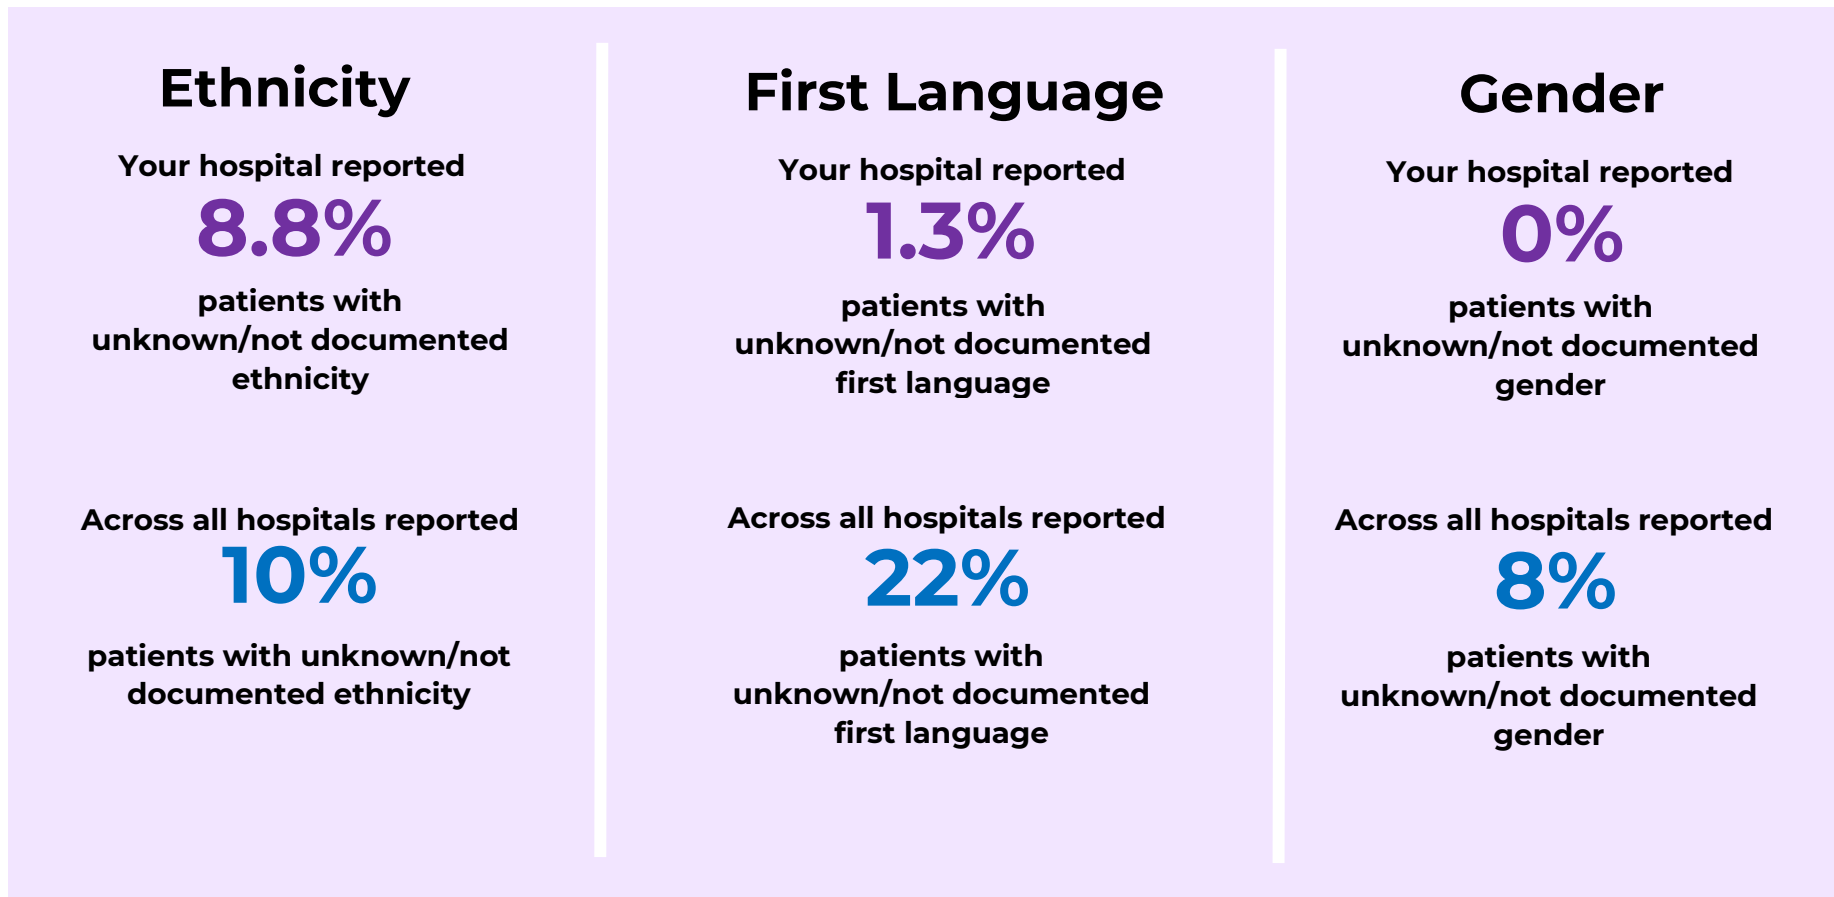 Ethnicity
Your hospital reported
8.8%
patients with
unknown/not documented
ethnicity
Across all hospitals reported
10%
patients with unknown/not
documented ethnicity
First Language
Your hospital reported
1.3%
patients with
unknown/not documented
first language
Across all hospitals reported
22%
patients with
unknown/not documented
first language
Gender
Your hospital reported
0%
patients with
unknown/not documented
gender
Across all hospitals reported
8%
patients with
unknown/not documented
gender